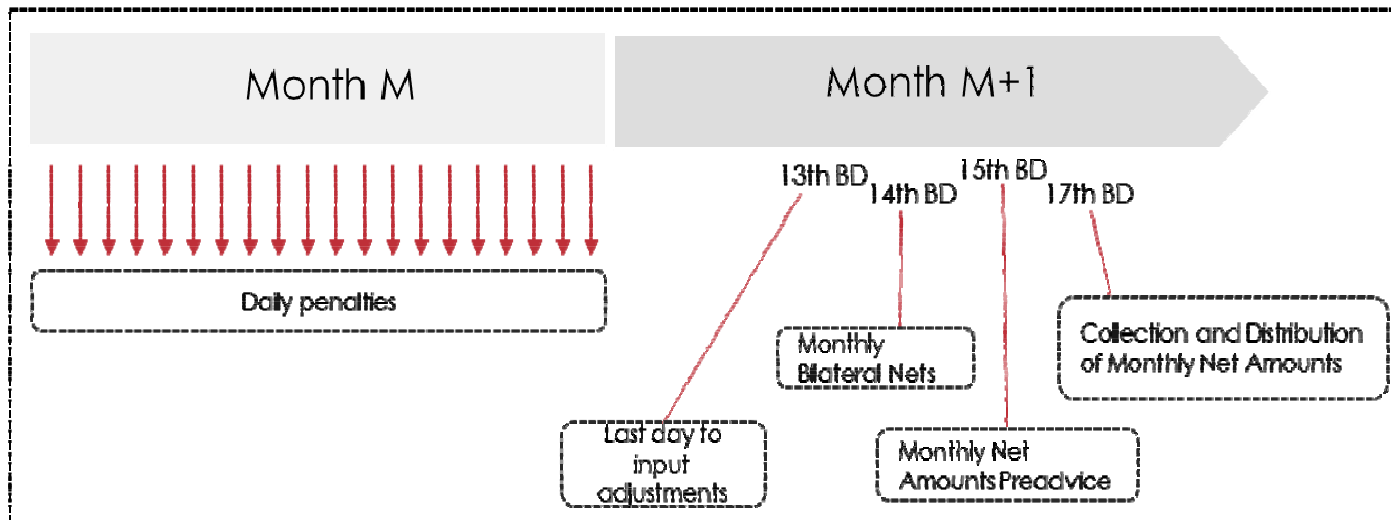 Month M
Month M+1
13th BD
14th BD
15th BD
17th BD
Daily penalties
Last day to
input
adjustments
Monthly
Bilateral Nets
Monthly Net
Amounts Preadvice
Collection and Distribution
of Monthly Net Amounts